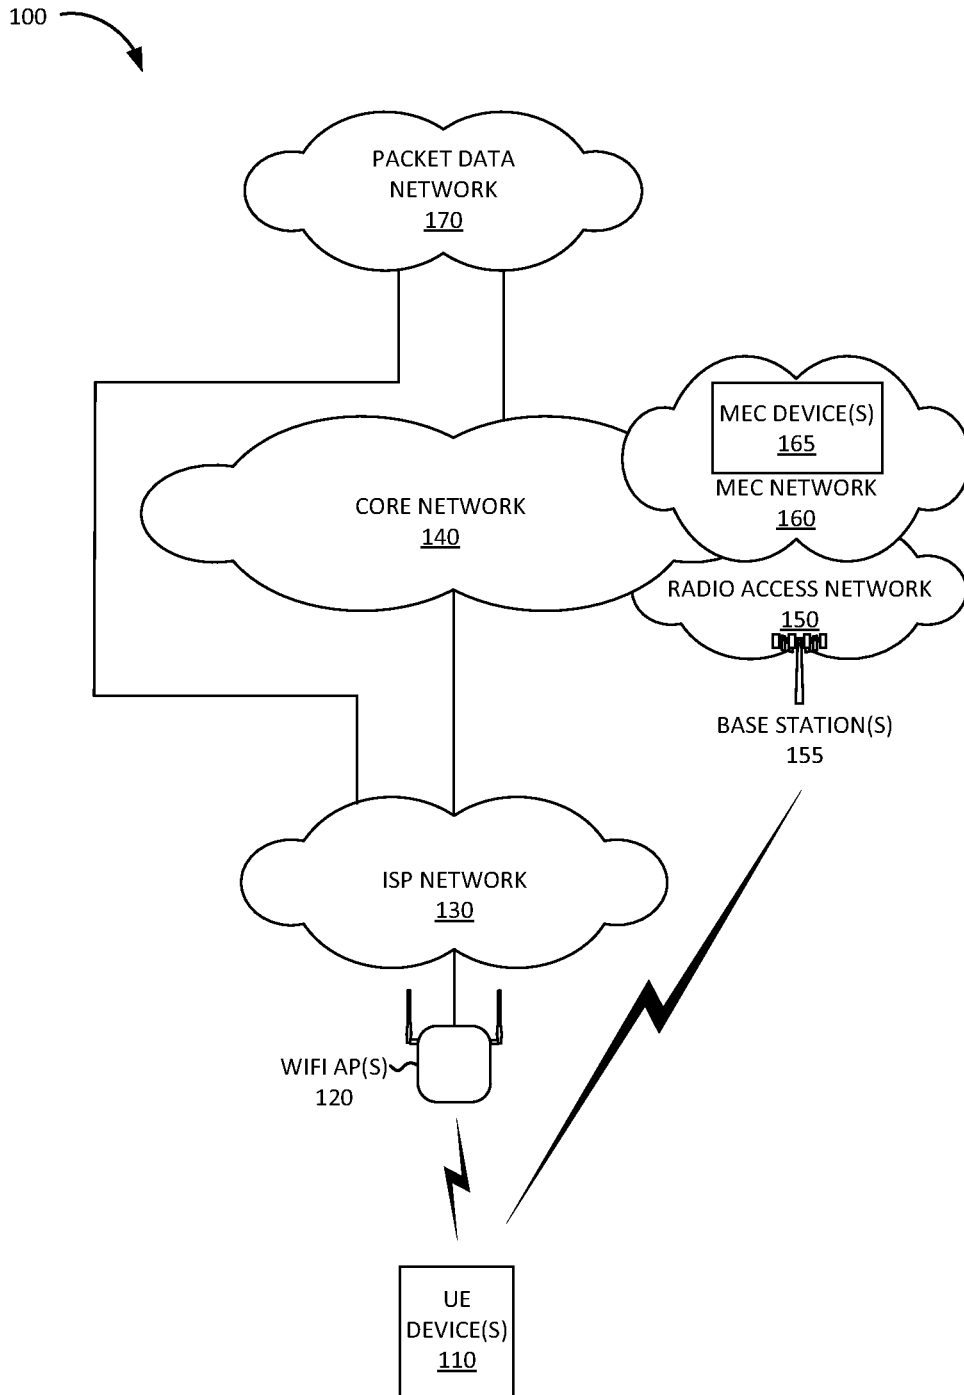 100
PACKET DATA
NETWORK
170
MEC DEVICE(S)
165
MEC NETWORK
160
CORE NETWORK
140
RADIO ACCESS NETWORK
150
BASE STATION(S)
155
ISP NETWORK
130
WIFI AP(S)
120
UE
DEVICE(S)
110